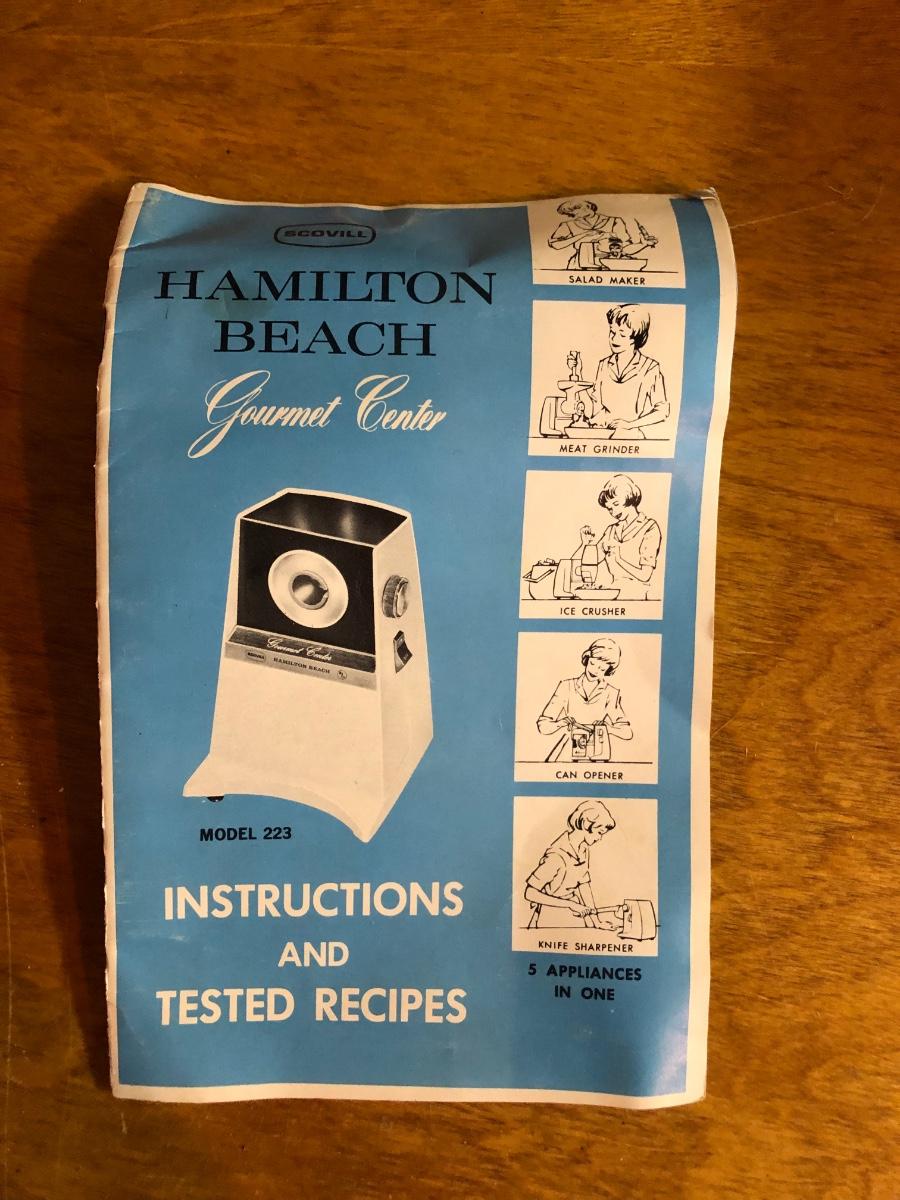 SCOVILL
HAMILTON
BEACH
Gourmet Center
Gourmet Center
SCOVILL HAMILTON BEACH
MODEL 223
INSTRUCTIONS
AND
TESTED RECIPES
SALAD MAKER
MEAT GRINDER
ICE CRUSHER
CAN OPENER
KNIFE SHARPENER
5 APPLIANCES
IN ONE